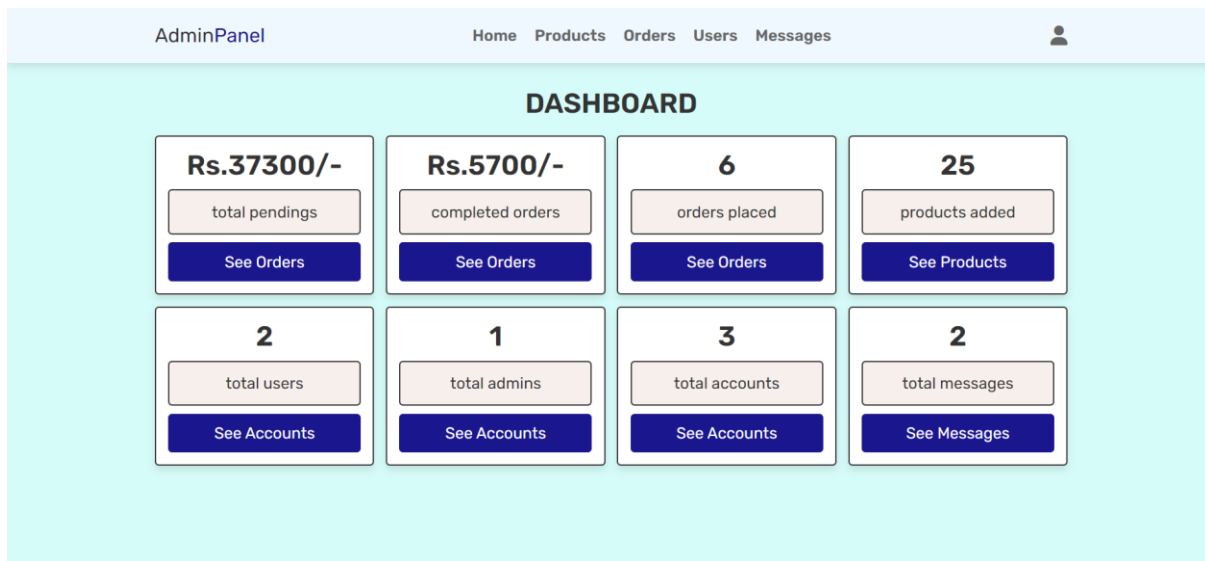 AdminPanel Home Products Orders Users Messages
DASHBOARD
Rs.37300/- Rs.5700/- 6 25
total pendings completed orders orders placed products added
See Orders See Orders See Orders See Products
2 1 3 2
total users total admins total accounts total messages
See Accounts See Accounts See Accounts See Messages